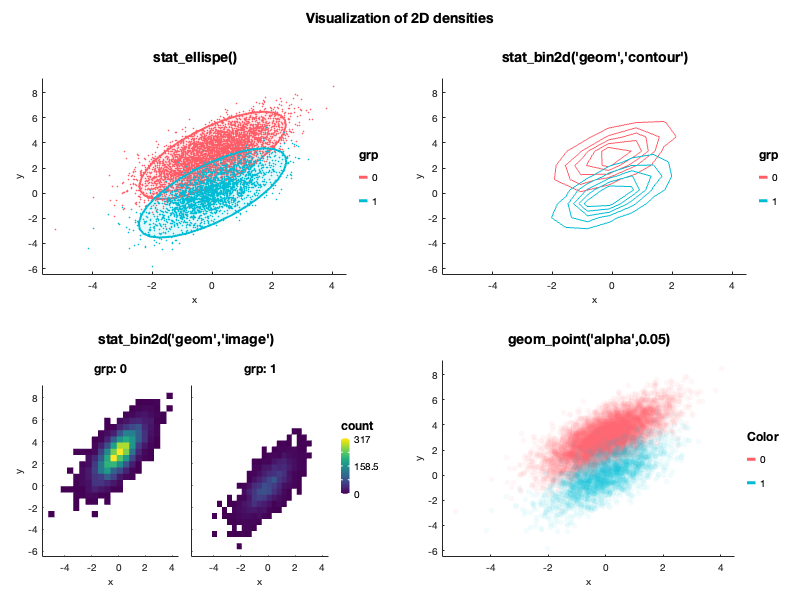 Visualization of 2D densities
stat_ellispe()
8
6
4
2
0
-2
-4
-6
y
-4 -2 0 2 4
x
grp
0
1
stat_bin2d('geom','contour')
8
6
4
2
0
-2
-4
-6
y
-4 -2 0 2 4
x
grp
0
1
stat_bin2d('geom','image')
grp: 0
grp: 1
8
6
4
2
0
-2
-4
-6
y
-4 -2 0 2 4
x
-4 -2 0 2 4
x
count
317
158.5
0
geom_point('alpha',0.05)
8
6
4
2
0
-2
-4
-6
y
-4 -2 0 2 4
x
Color
0
1